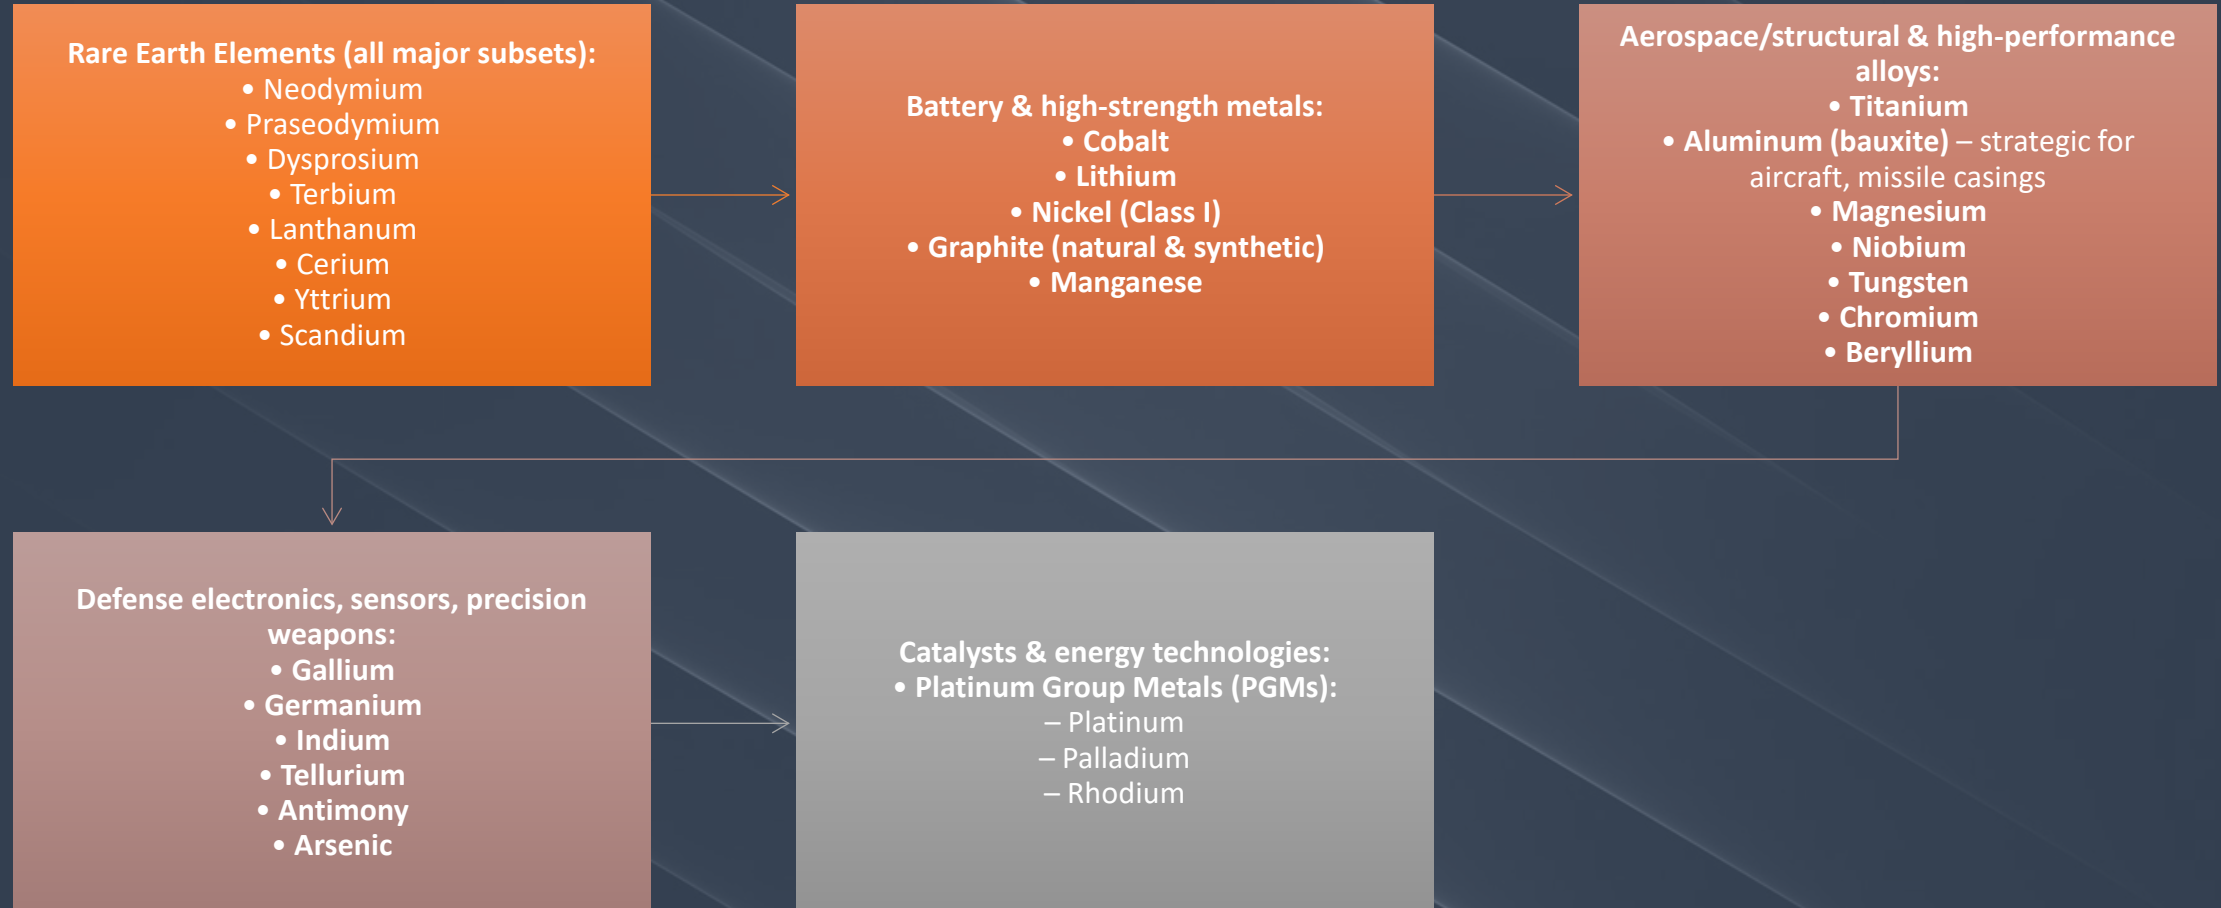 Rare Earth Elements (all major subsets):
• Neodymium
• Praseodymium
• Dysprosium
• Terbium
• Lanthanum
• Cerium
• Yttrium
• Scandium
Battery & high-strength metals:
• Cobalt
• Lithium
• Nickel (Class I)
• Graphite (natural & synthetic)
• Manganese
Aerospace/structural & high-performance
alloys:
• Titanium
• Aluminum (bauxite) – strategic for
aircraft, missile casings
• Magnesium
• Niobium
• Tungsten
• Chromium
• Beryllium
Defense electronics, sensors, precision
weapons:
• Gallium
• Germanium
• Indium
• Tellurium
• Antimony
• Arsenic
Catalysts & energy technologies:
• Platinum Group Metals (PGMs):
– Platinum
– Palladium
– Rhodium